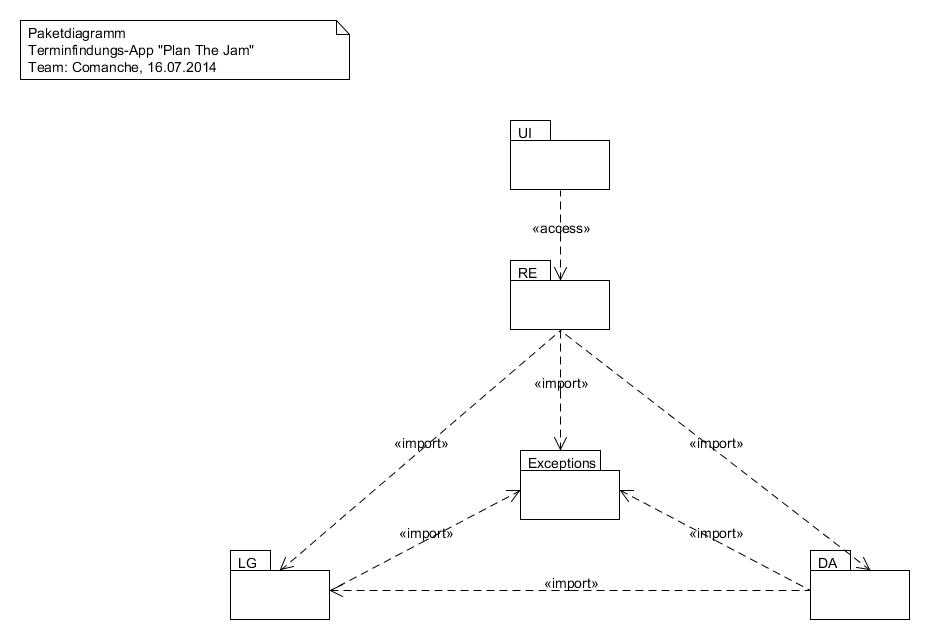 Paketdiagramm
Terminfindungs-App "Plan The Jam"
Team: Comanche, 16.07.2014
UI
«access»
RE
«import»
«import»
«import»
Exceptions
«import»
«import»
LG
DA
«import»